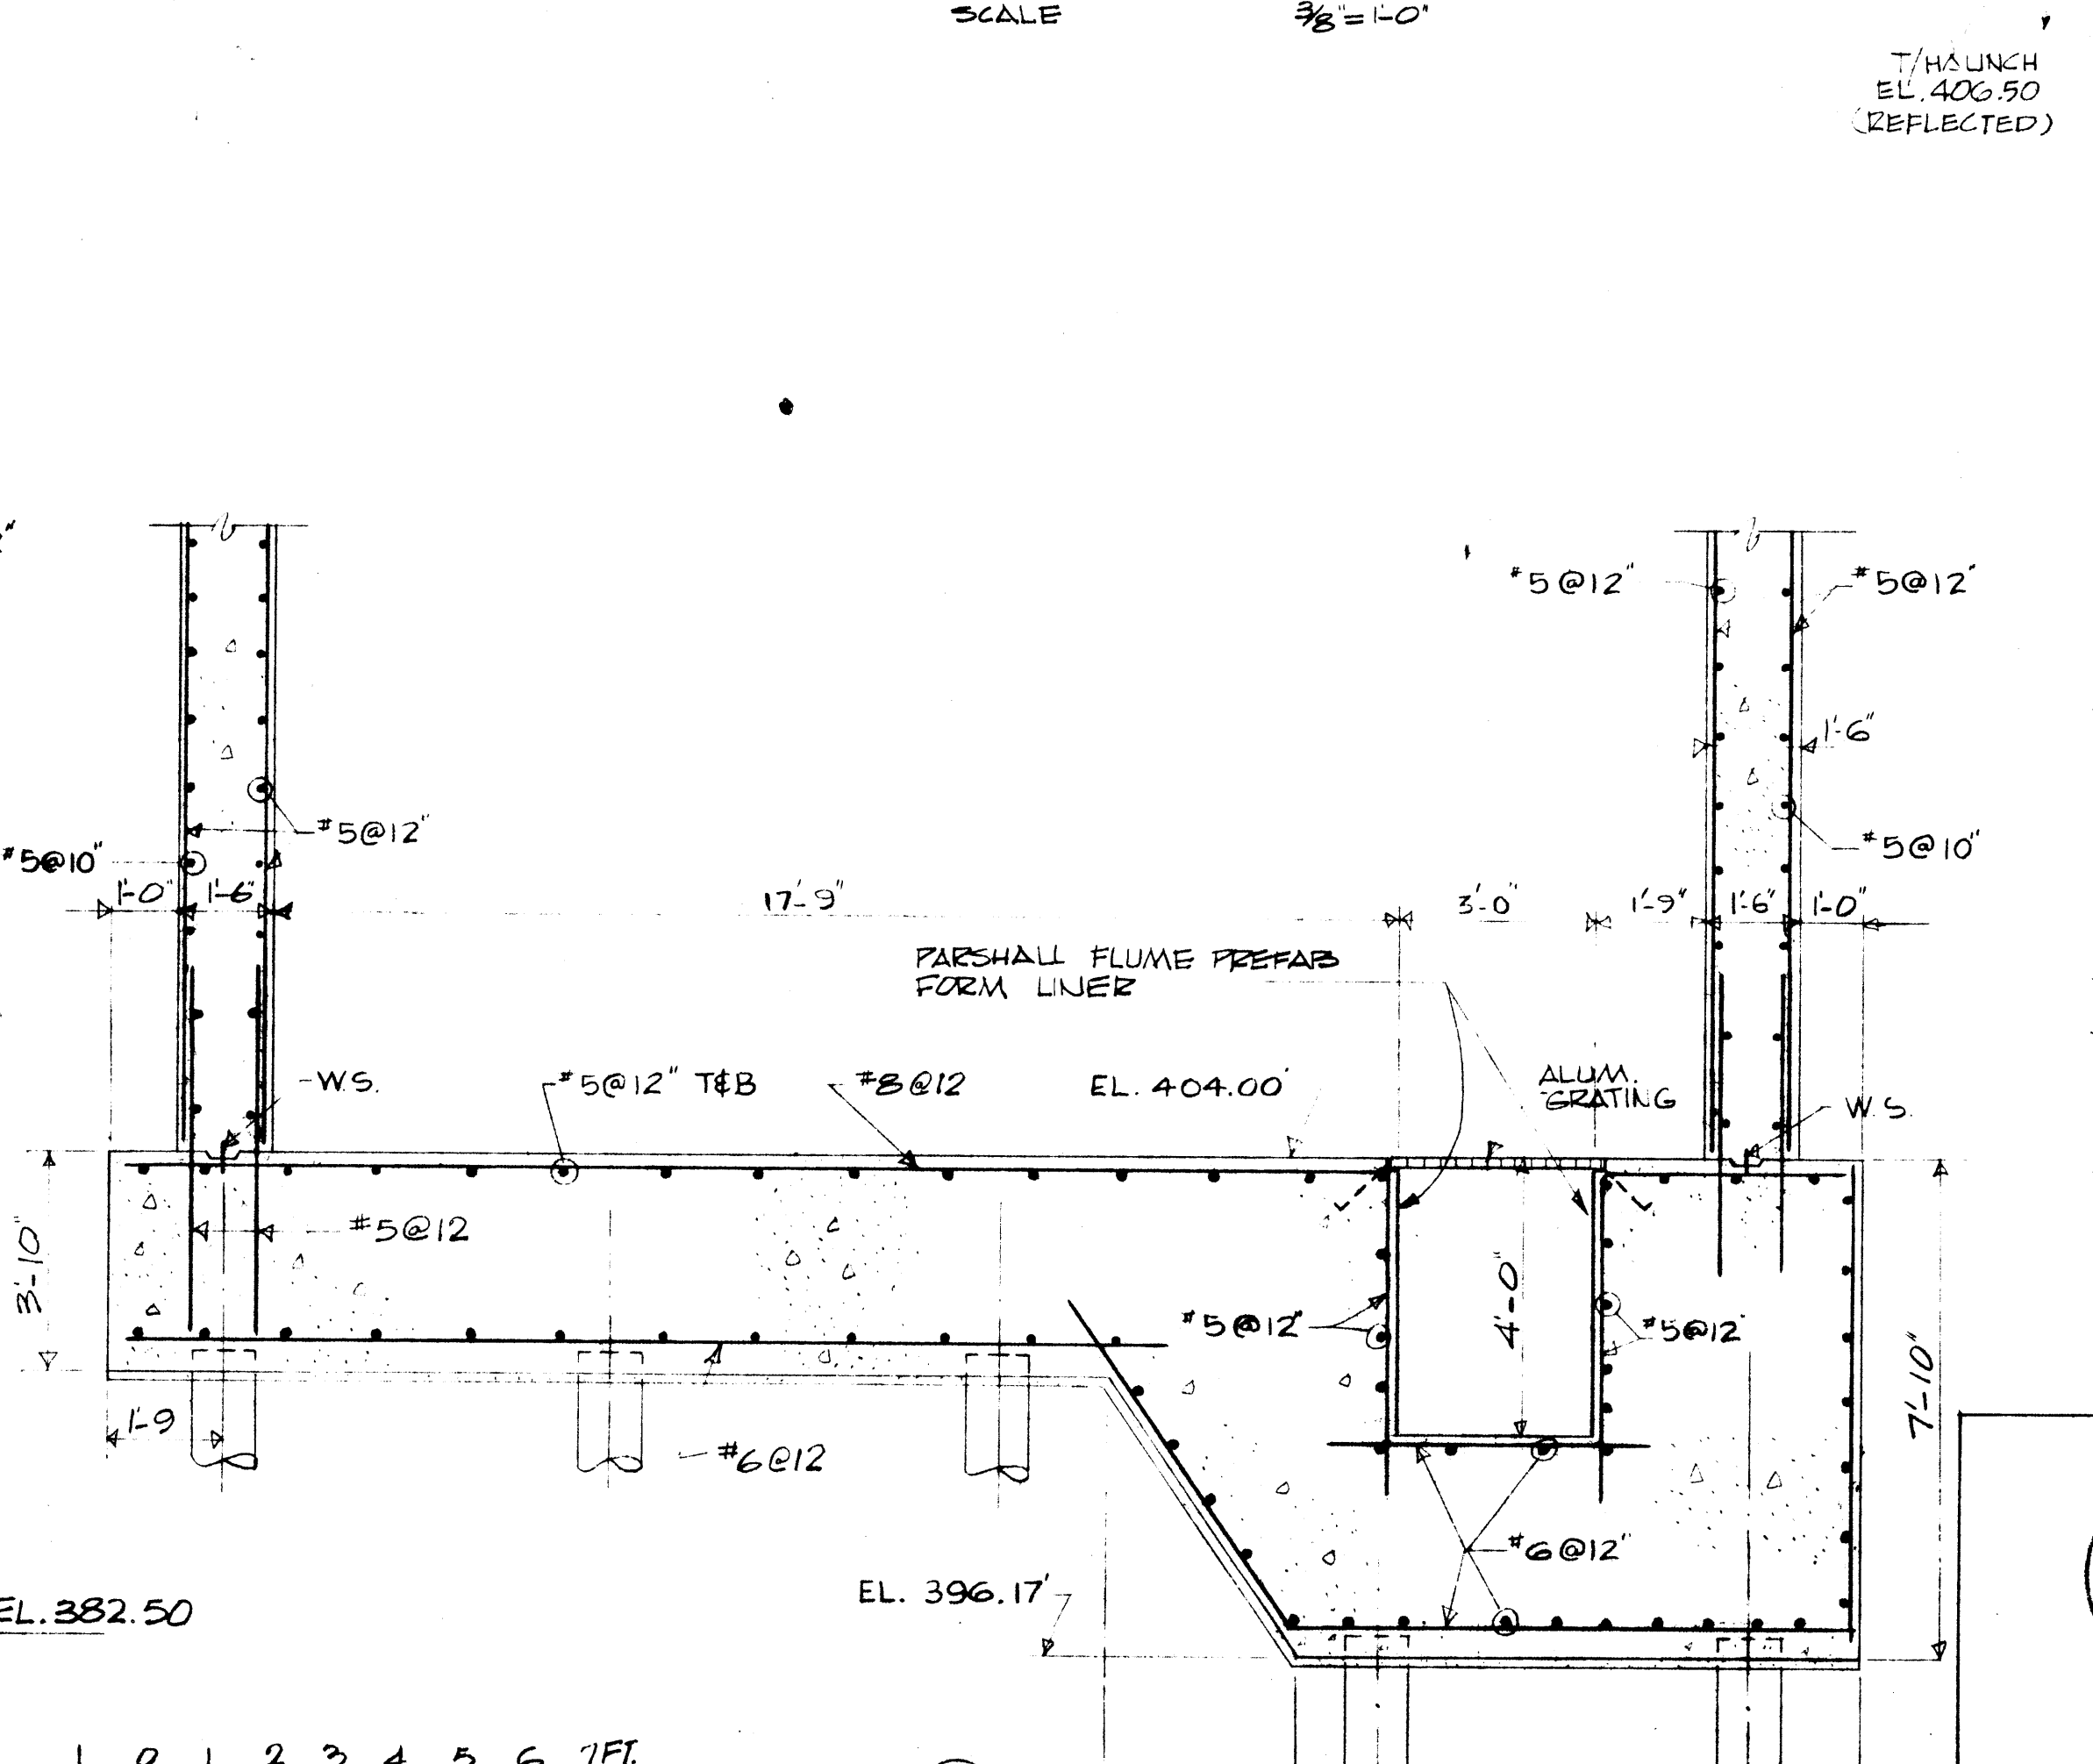 SCALE 3/8"=1'-0"
T/HAUNCH
EL. 406.50
(REFLECTED)
#5@12"
#5@12"
1'-6"
#5@12"
#5@10"
#5@10"
1'-0"
1'-6"
17'-9"
3'-0"
1'-9"
1'-6"
1'-0"
PARSHALL FLUME PREFAB
FORM LINER
W.S.
#5@12" T&B
#8@12
EL. 404.00'
ALUM.
GRATING
W.S.
3'-10"
#5@12
#5@12"
4'-0"
#5@12"
7'-10"
1'-9
#6@12
#6@12"
EL. 396.17'
EL. 382.50
1 0 1 2 3 4 5 6 7FT.